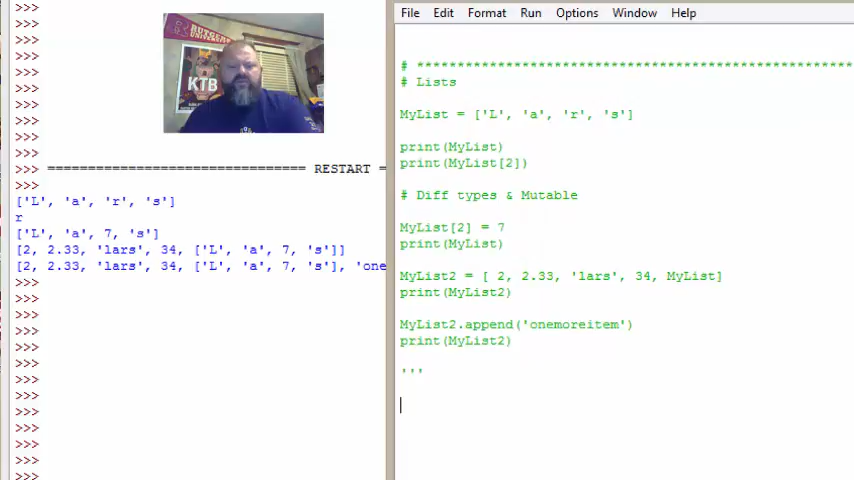 >>>
>>>
>>>
>>>
>>>
>>>
>>>
>>>
>>>
>>>
>>> ================================ RESTART =
>>>
['L', 'a', 'r', 's']
r
['L', 'a', 7, 's']
[2, 2.33, 'lars', 34, ['L', 'a', 7, 's']]
[2, 2.33, 'lars', 34, ['L', 'a', 7, 's'], 'one
>>>
>>>
>>>
>>>
>>>
>>>
>>>
>>>
>>>
>>>
>>>
>>>
>>>
RUTGERS
UNIVERSITY
KTB
File Edit Format Run Options Window Help
# *******************************************************
# Lists
MyList = ['L', 'a', 'r', 's']
print(MyList)
print(MyList[2])
# Diff types & Mutable
MyList[2] = 7
print(MyList)
MyList2 = [ 2, 2.33, 'lars', 34, MyList]
print(MyList2)
MyList2.append('onemoreitem')
print(MyList2)
'''